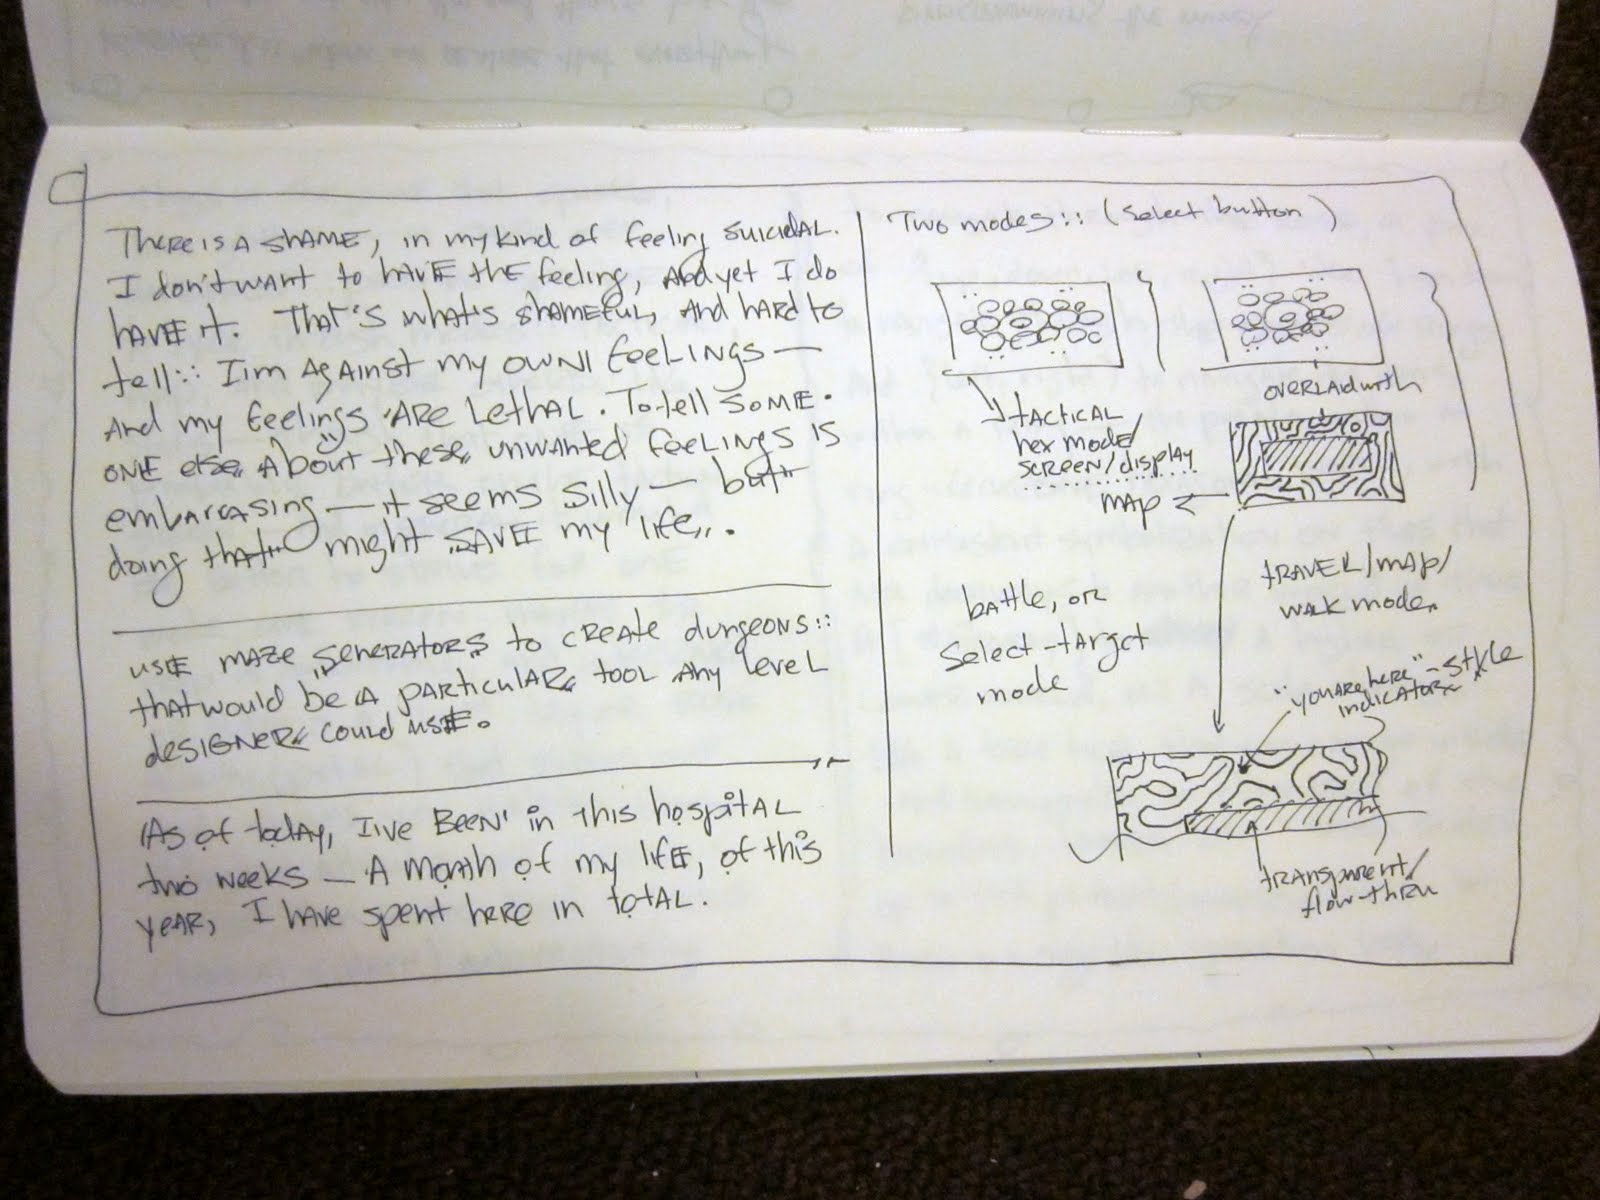 There is a shame, in my kind of feeling suicidal.
I don't want to have the feeling, and yet I do
have it. That's what's shameful, and hard to
tell:: I'm against my own feelings —
And my feelings are lethal. To tell some-
one else about these unwanted feelings is
embarrasing — it seems silly — but
doing that might save my life.
use maze generators to create dungeons::
that would be a particular tool any level
designer could use.
As of today, I've been in this hospital
two weeks — A month of my life, of this
year, I have spent here in total.
Two modes:: (select button)
tactical
hex mode/
screen/display
battle, or
Select-target
mode
overlaid with
map
travel/map/
walk mode.
"you are here"-style
indicator
transparent/
flow-thru